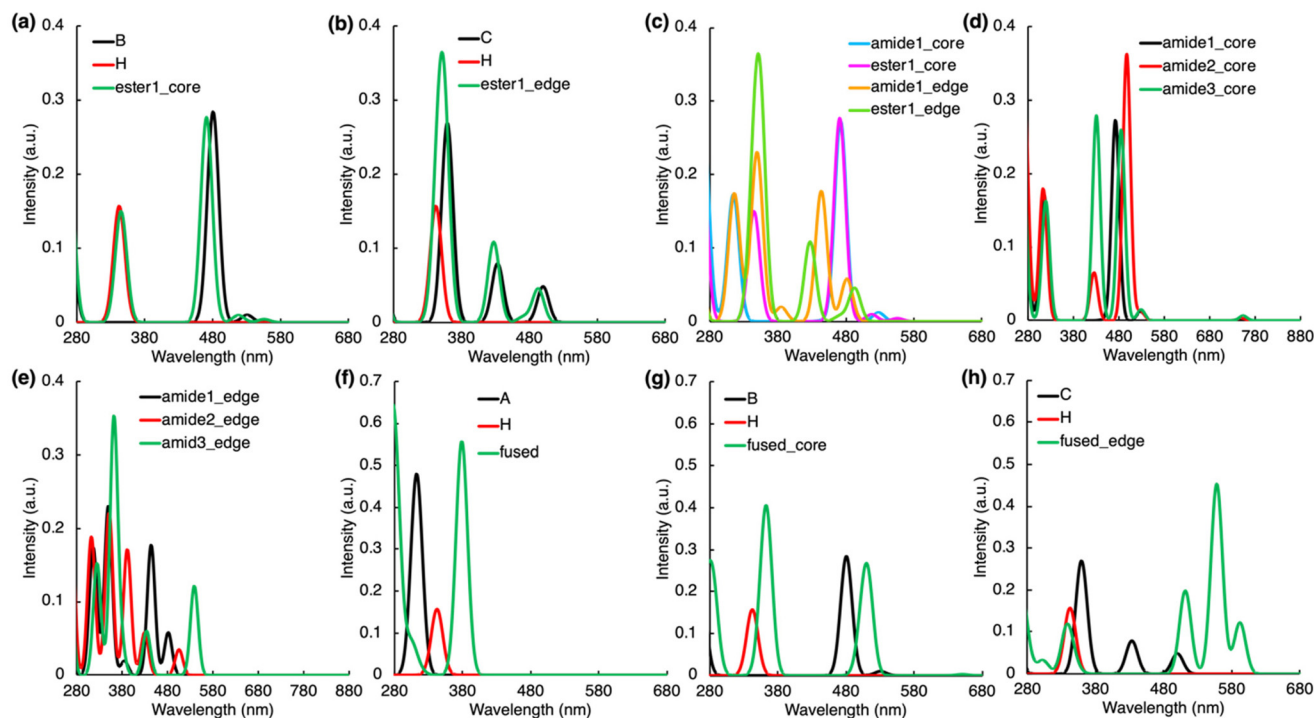 (a)
B
H
ester1_core
Intensity (a.u.)
0.4
0.3
0.2
0.1
0
280 380 480 580 680
Wavelength (nm)
(b)
C
H
ester1_edge
Intensity (a.u.)
0.4
0.3
0.2
0.1
0
280 380 480 580 680
Wavelength (nm)
(c)
amide1_core
ester1_core
amide1_edge
ester1_edge
Intensity (a.u.)
0.4
0.3
0.2
0.1
0
280 380 480 580 680
Wavelength (nm)
(d)
amide1_core
amide2_core
amide3_core
Intensity (a.u.)
0.4
0.3
0.2
0.1
0
280 380 480 580 680 780 880
Wavelength (nm)
(e)
amide1_edge
amide2_edge
amid3_edge
Intensity (a.u.)
0.4
0.3
0.2
0.1
0
280 380 480 580 680 780 880
Wavelength (nm)
(f)
A
H
fused
Intensity (a.u.)
0.7
0.6
0.5
0.4
0.3
0.2
0.1
0
280 380 480 580 680
Wavelength (nm)
(g)
B
H
fused_core
Intensity (a.u.)
0.7
0.6
0.5
0.4
0.3
0.2
0.1
0
280 380 480 580 680
Wavelength (nm)
(h)
C
H
fused_edge
Intensity (a.u.)
0.7
0.6
0.5
0.4
0.3
0.2
0.1
0
280 380 480 580 680
Wavelength (nm)